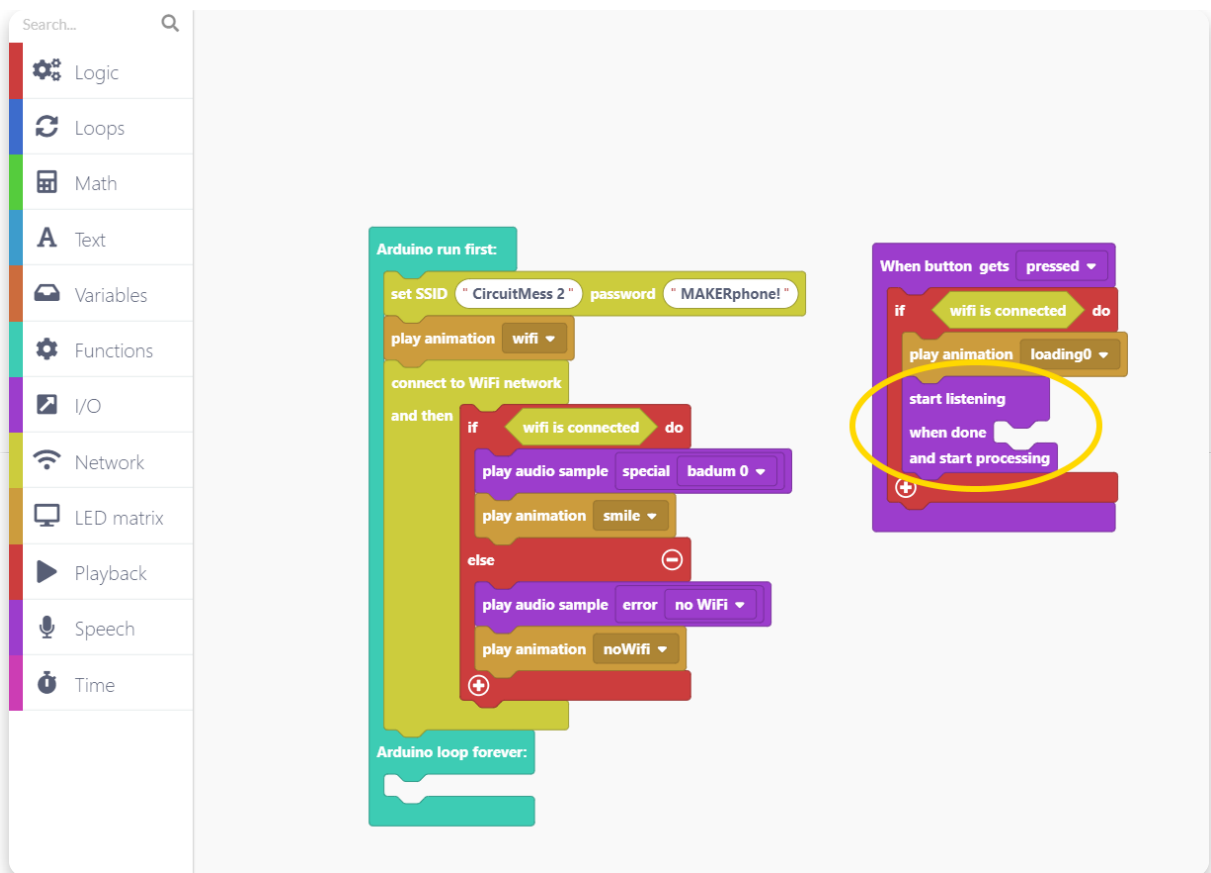 Search...
Logic
Loops
Math
Text
Variables
Functions
I/O
Network
LED matrix
Playback
Speech
Time
Arduino run first:
set SSID " CircuitMess 2 " password " MAKERphone! "
play animation wifi
connect to WiFi network
and then
if wifi is connected do
play audio sample special badum 0
play animation smile
else
play audio sample error no WiFi
play animation noWifi
Arduino loop forever:
When button gets pressed
if wifi is connected do
play animation loading0
start listening
when done
and start processing